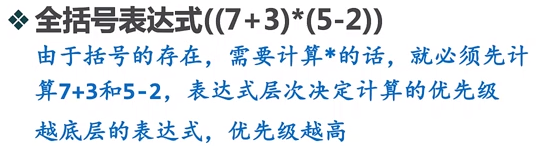 ❖ 全括号表达式((7+3)*(5-2))
由于括号的存在，需要计算*的话，就必须先计
算7+3和5-2，表达式层次决定计算的优先级
越底层的表达式，优先级越高